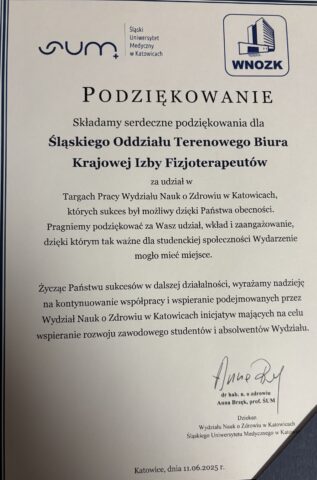 SUM
Śląski
Uniwersytet
Medyczny
w Katowicach
WNOZK
PODZIĘKOWANIE
Składamy serdeczne podziękowania dla
Śląskiego Oddziału Terenowego Biura
Krajowej Izby Fizjoterapeutów
za udział w
Targach Pracy Wydziału Nauk o Zdrowiu w Katowicach,
których sukces był możliwy dzięki Państwa obecności.
Pragniemy podziękować za Wasz udział, wkład i zaangażowanie,
dzięki którym tak ważne dla studenckiej społeczności Wydarzenie
mogło mieć miejsce.
Życząc Państwu sukcesów w dalszej działalności, wyrażamy nadzieję
na kontynuowanie współpracy i wspieranie podejmowanych przez
Wydział Nauk o Zdrowiu w Katowicach inicjatyw mających na celu
wspieranie rozwoju zawodowego studentów i absolwentów Wydziału.
dr hab. n. o zdrowiu
Anna Brzęk, prof. ŚUM
Dziekan
Wydziału Nauk o Zdrowiu w Katowicach
Śląskiego Uniwersytetu Medycznego w Katow
Katowice, dnia 11.06.2025 r.